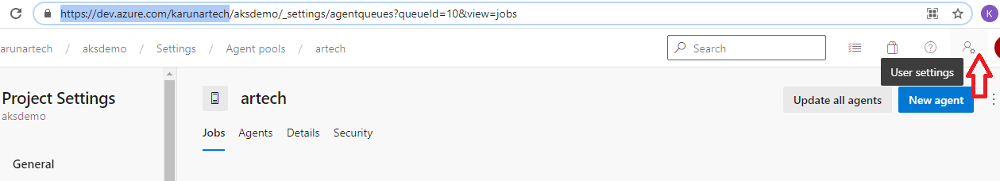 https://dev.azure.com/karunartech/aksdemo/_settings/agentqueues?queueId=10&view=jobs
K
arunartech / aksdemo / Settings / Agent pools / artech
Search
User settings
Project Settings
aksdemo
artech
Update all agents
New agent
Jobs Agents Details Security
General